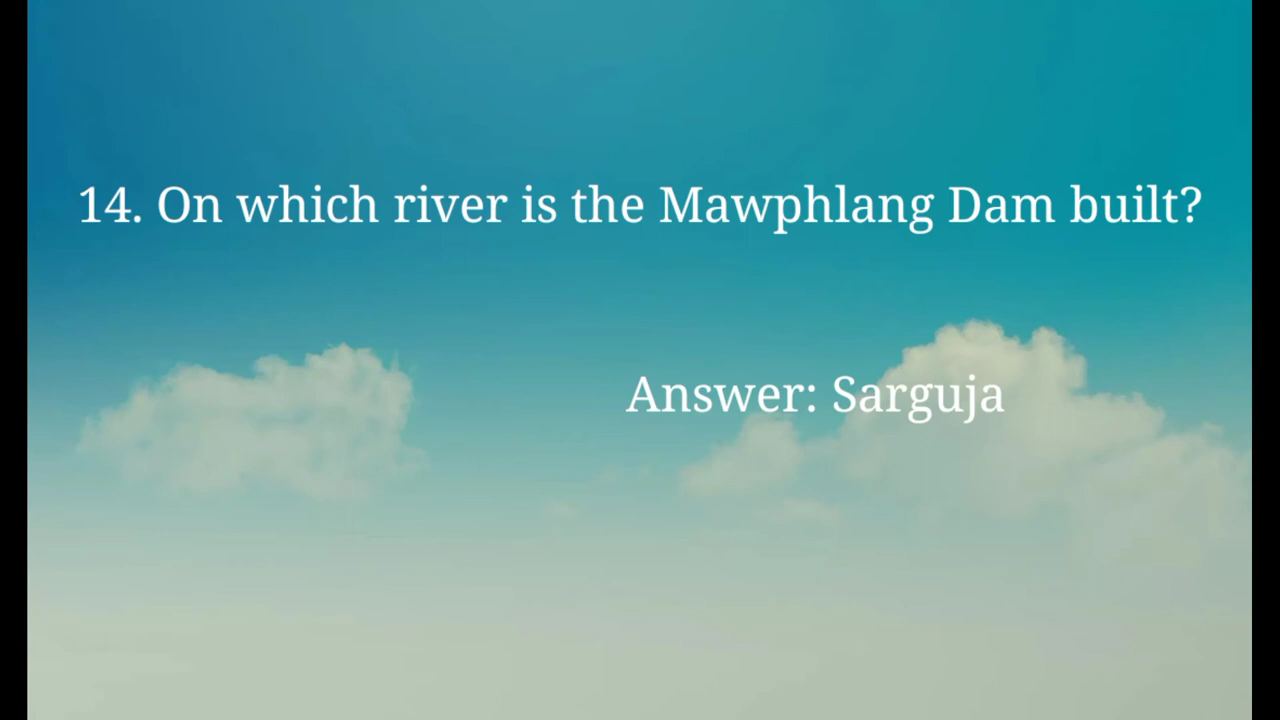 14. On which river is the Mawphlang Dam built?
Answer: Sarguja